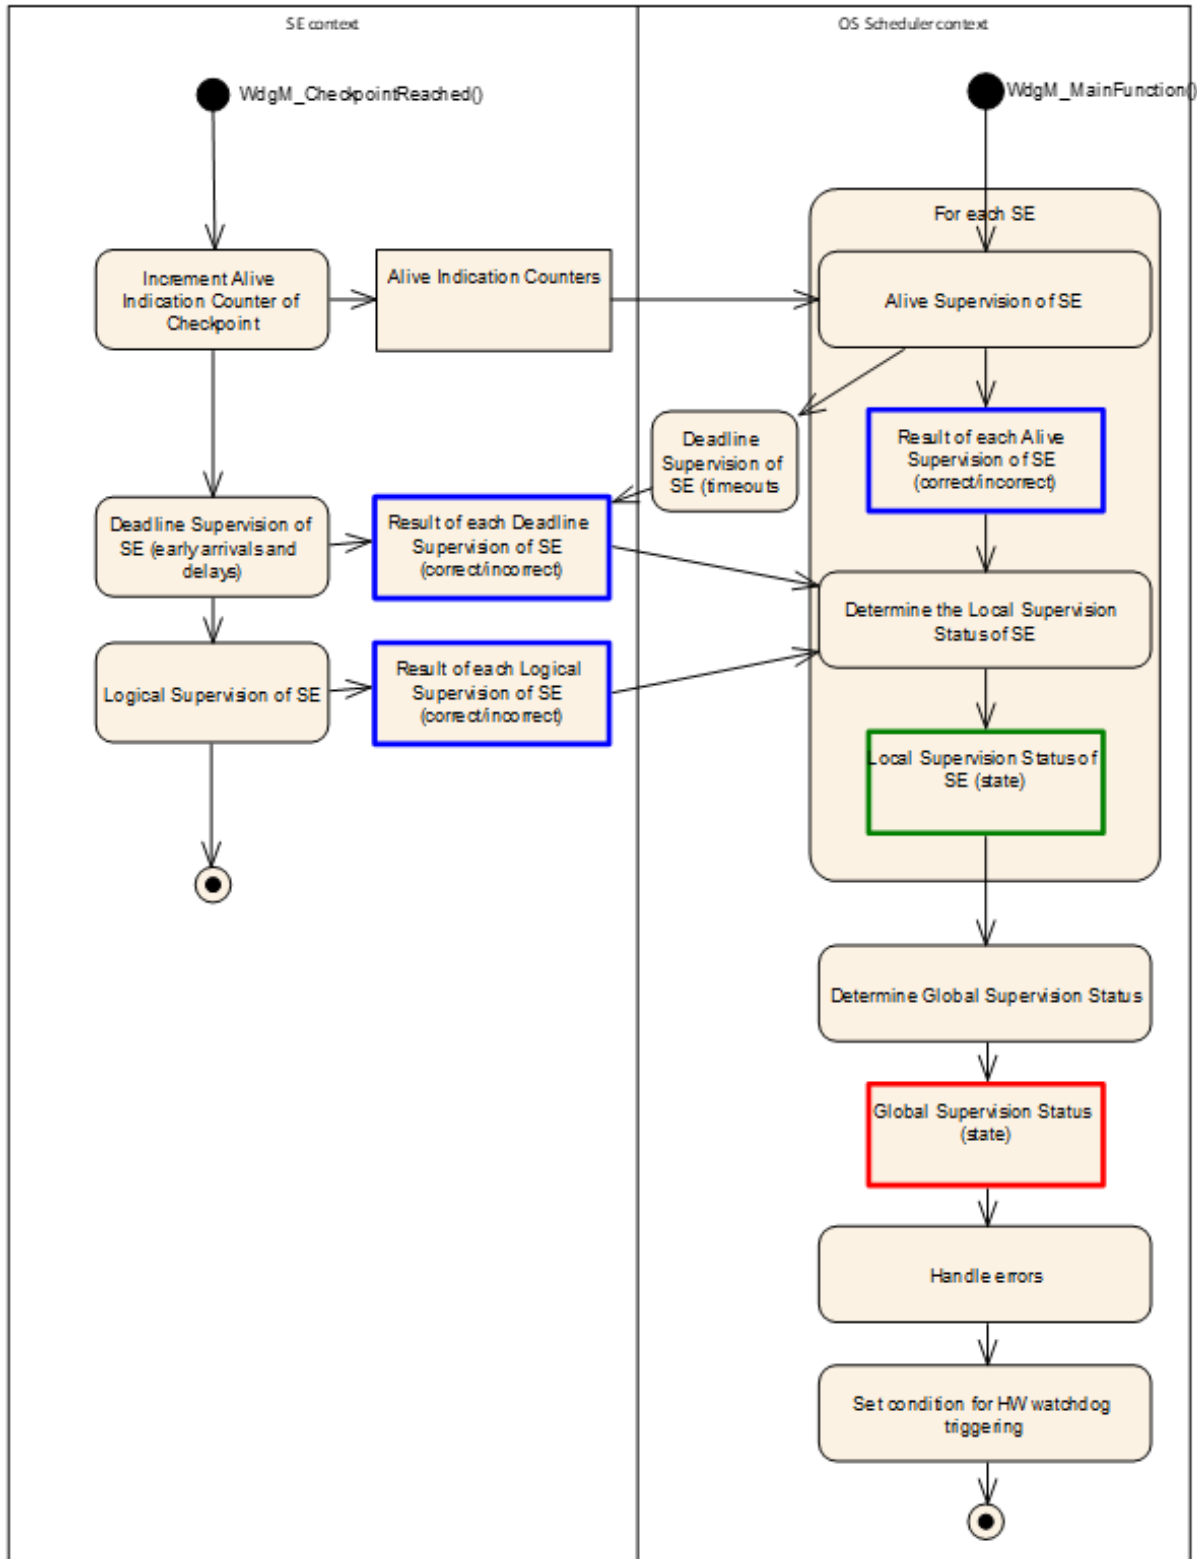 SE context
OS Scheduler context
WdgM_CheckpointReached()
WdgM_MainFunction()
For each SE
Increment Alive
Indication Counter of
Checkpoint
Alive Indication Counters
Alive Supervision of SE
Deadline
Supervision of
SE (timeouts
Result of each Alive
Supervision of SE
(correct/incorrect)
Deadline Supervision of
SE (early arrivals and
delays)
Result of each Deadline
Supervision of SE
(correct/incorrect)
Determine the Local Supervision
Status of SE
Logical Supervision of SE
Result of each Logical
Supervision of SE
(correct/incorrect)
Local Supervision Status of
SE (state)
Determine Global Supervision Status
Global Supervision Status
(state)
Handle errors
Set condition for HW watchdog
triggering